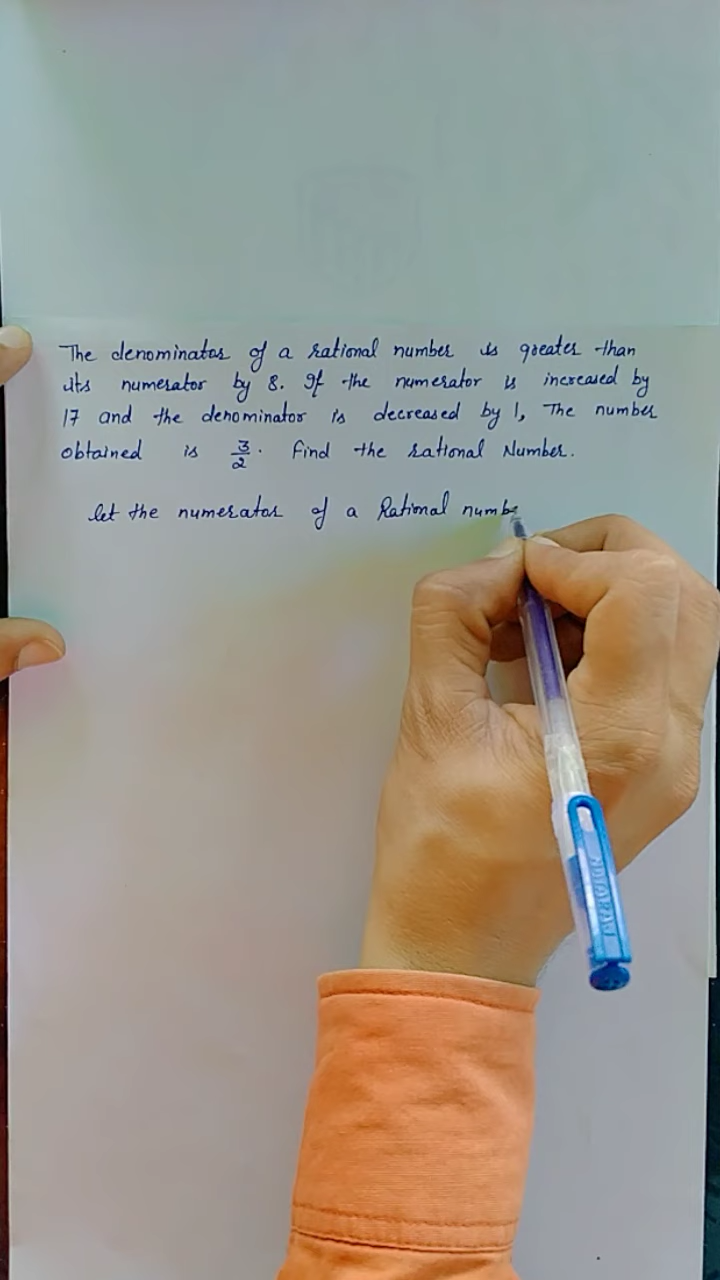 The denominator of a rational number is greater than
its numerator by 8. If the numerator is increased by
17 and the denominator is decreased by 1, The number
obtained is 3/2. Find the rational Number.
let the numerator of a Rational numbe